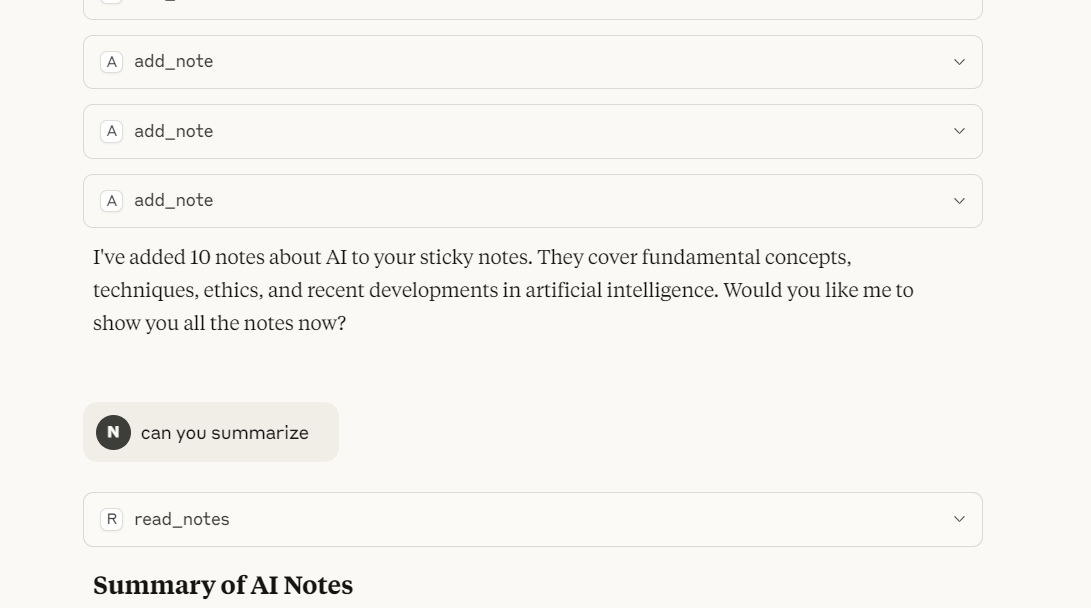 A add_note
A add_note
A add_note
I've added 10 notes about AI to your sticky notes. They cover fundamental concepts,
techniques, ethics, and recent developments in artificial intelligence. Would you like me to
show you all the notes now?
N can you summarize
R read_notes
Summary of AI Notes